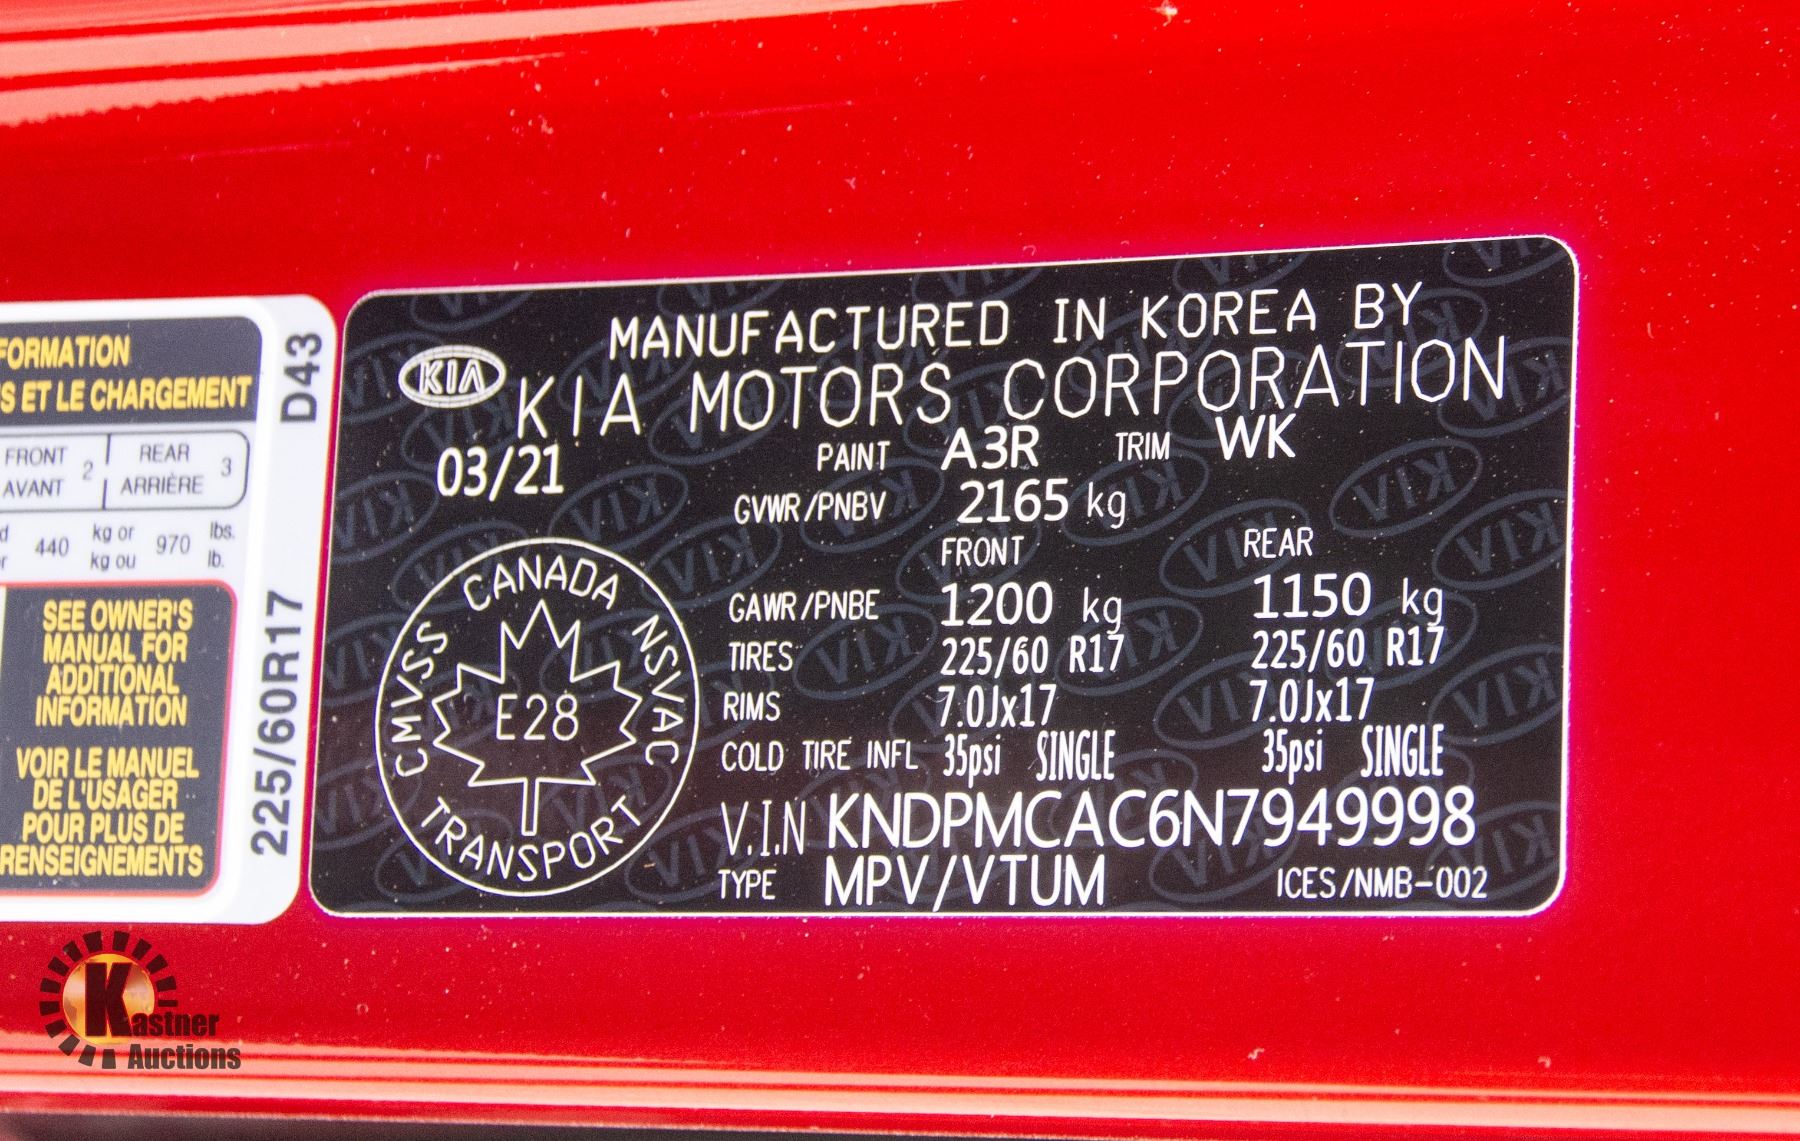 FORMATION
S ET LE CHARGEMENT
FRONT 2 REAR 3
AVANT ARRIÈRE
440 kg or 970 lbs.
kg ou lb.
SEE OWNER'S
MANUAL FOR
ADDITIONAL
INFORMATION
VOIR LE MANUEL
DE L'USAGER
POUR PLUS DE
RENSEIGNEMENTS
225/60R17 D43
MANUFACTURED IN KOREA BY
KIA KIA MOTORS CORPORATION
03/21 PAINT A3R TRIM WK
GVWR/PNBV 2165 kg
FRONT REAR
GAWR/PNBE 1200 kg 1150 kg
TIRES 225/60 R17 225/60 R17
RIMS 7.0Jx17 7.0Jx17
COLD TIRE INFL 35psi SINGLE 35psi SINGLE
V.I.N KNDPMCAC6N7949998
TYPE MPV/VTUM ICES/NMB-002
CANADA
CMVSS NSVAC
E28
TRANSPORT
Kastner
Auctions